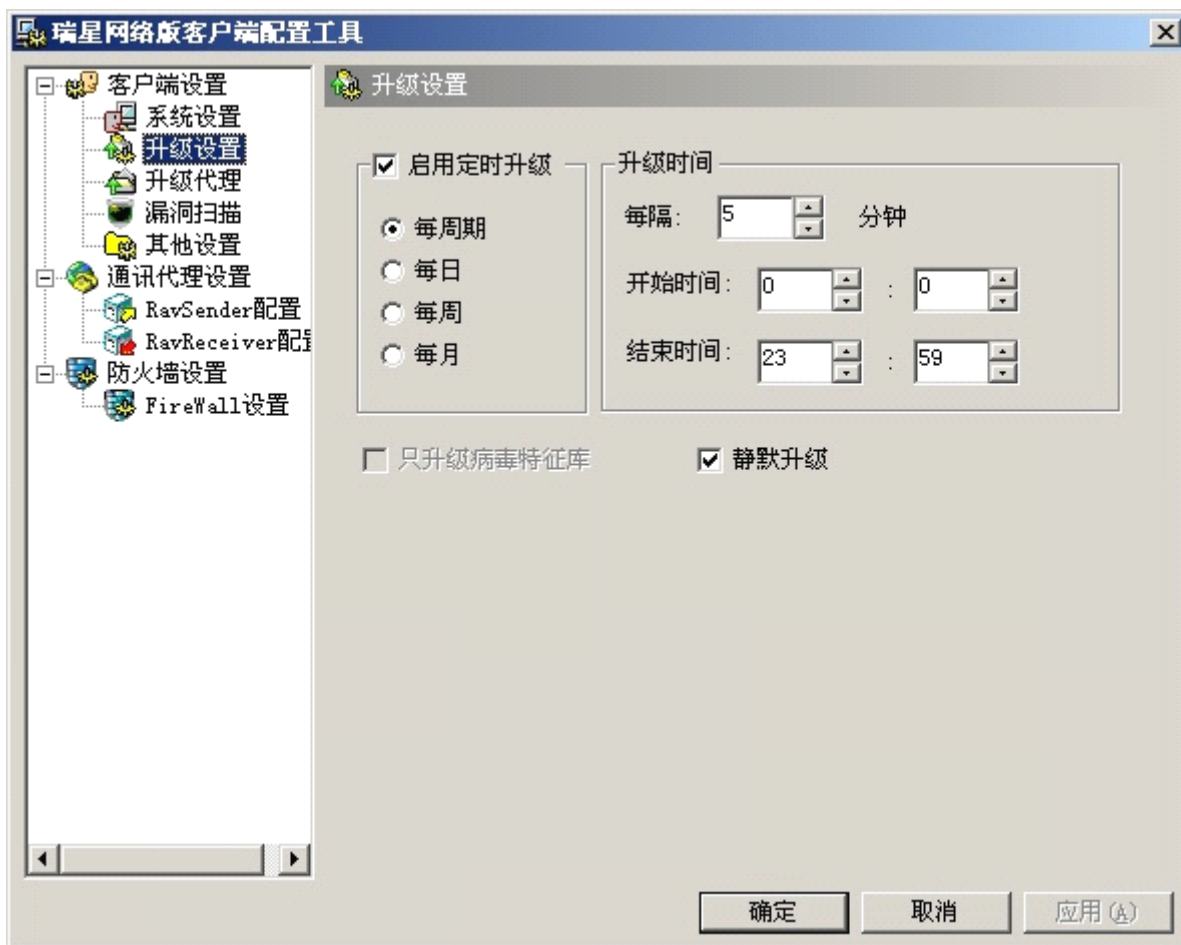 瑞星网络版客户端配置工具
客户端设置
系统设置
升级设置
升级代理
漏洞扫描
其他设置
通讯代理设置
RavSender配置
RavReceiver配置
防火墙设置
FireWall设置
升级设置
启用定时升级
每周期
每日
每周
每月
升级时间
每隔: 5 分钟
开始时间: 0 : 0
结束时间: 23 : 59
只升级病毒特征库
静默升级
确定
取消
应用(A)